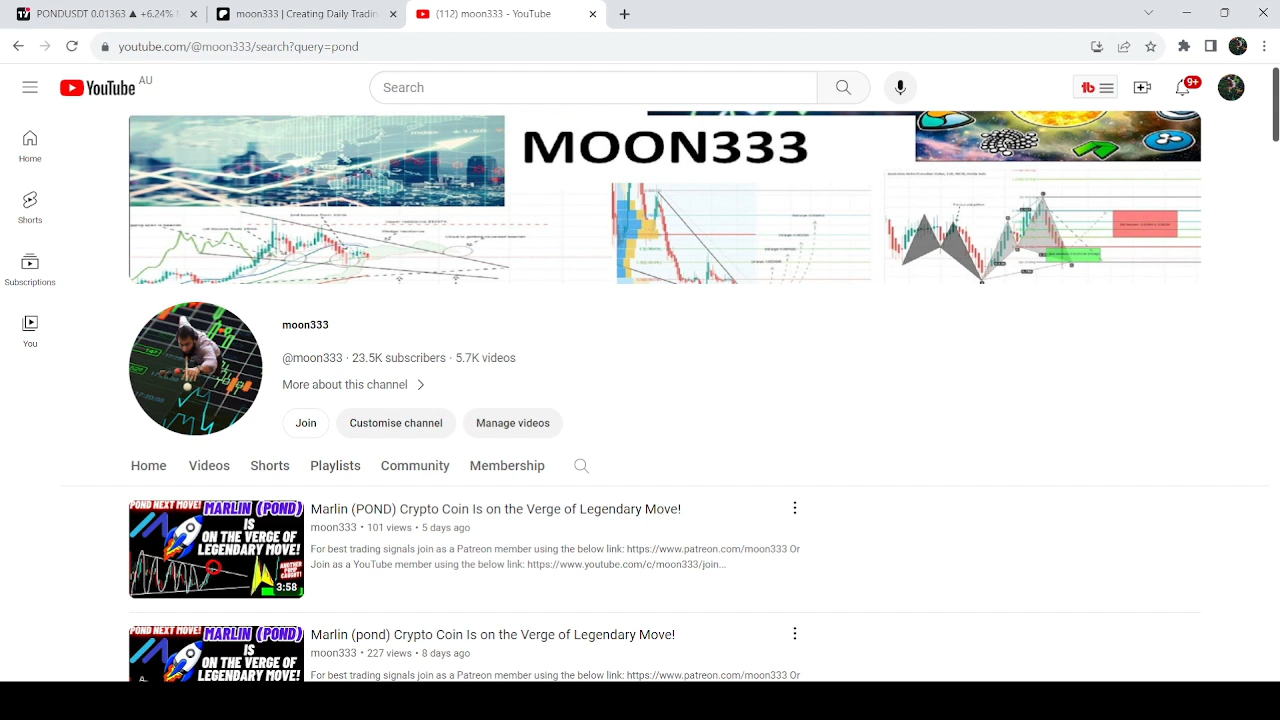 PONDUSDT 0.01363 ▲ +6.24%
moon333 | Creating Daily Tradin
(112) moon333 - YouTube
youtube.com/@moon333/search?query=pond
YouTube AU
Search
9+
MOON333
Home
Shorts
Subscriptions
You
moon333
@moon333 · 23.5K subscribers · 5.7K videos
More about this channel
Join
Customise channel
Manage videos
Home Videos Shorts Playlists Community Membership
POND NEXT MOVE! MARLIN (POND)
IS
ON THE VERGE OF
LEGENDARY MOVE!
3:58
Marlin (POND) Crypto Coin Is on the Verge of Legendary Move!
moon333 • 101 views • 5 days ago
For best trading signals join as a Patreon member using the below link: https://www.patreon.com/moon333 Or
Join as a YouTube member using the below link: https://www.youtube.com/c/moon333/join...
POND NEXT MOVE! MARLIN (POND)
IS
ON THE VERGE OF
LEGENDARY MOVE!
Marlin (pond) Crypto Coin Is on the Verge of Legendary Move!
moon333 • 227 views • 8 days ago
For best trading signals join as a Patreon member using the below link: https://www.patreon.com/moon333 Or